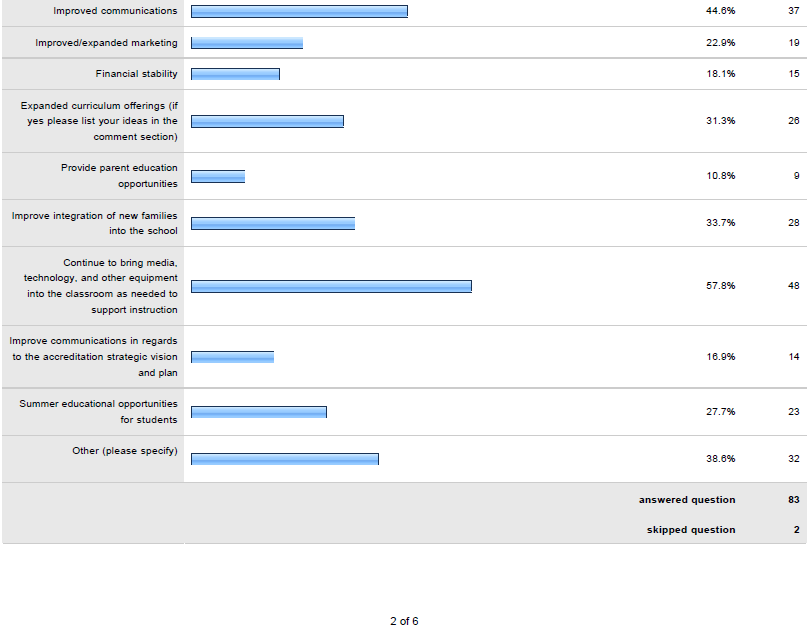 Improved communications 44.6% 37
Improved/expanded marketing 22.9% 19
Financial stability 18.1% 15
Expanded curriculum offerings (if
yes please list your ideas in the
comment section)
31.3% 26
Provide parent education
opportunities
10.8% 9
Improve integration of new families
into the school
33.7% 28
Continue to bring media,
technology, and other equipment
into the classroom as needed to
support instruction
57.8% 48
Improve communications in regards
to the accreditation strategic vision
and plan
16.9% 14
Summer educational opportunities
for students
27.7% 23
Other (please specify)
38.6% 32
answered question 83
skipped question 2
2 of 6